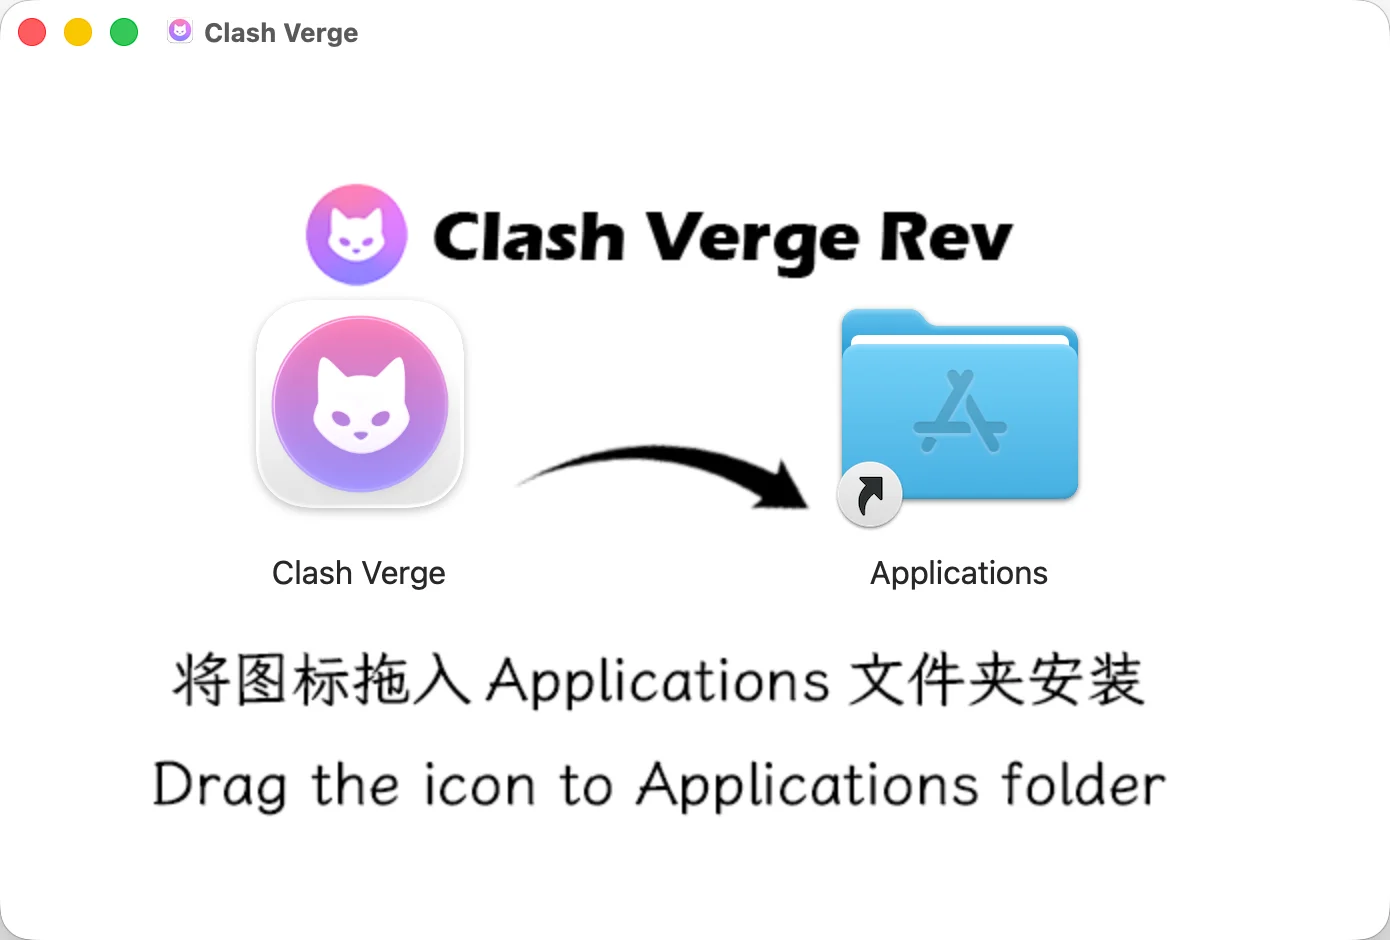 Clash Verge
Clash Verge Rev
Clash Verge
Applications
将图标拖入 Applications 文件夹安装
Drag the icon to Applications folder